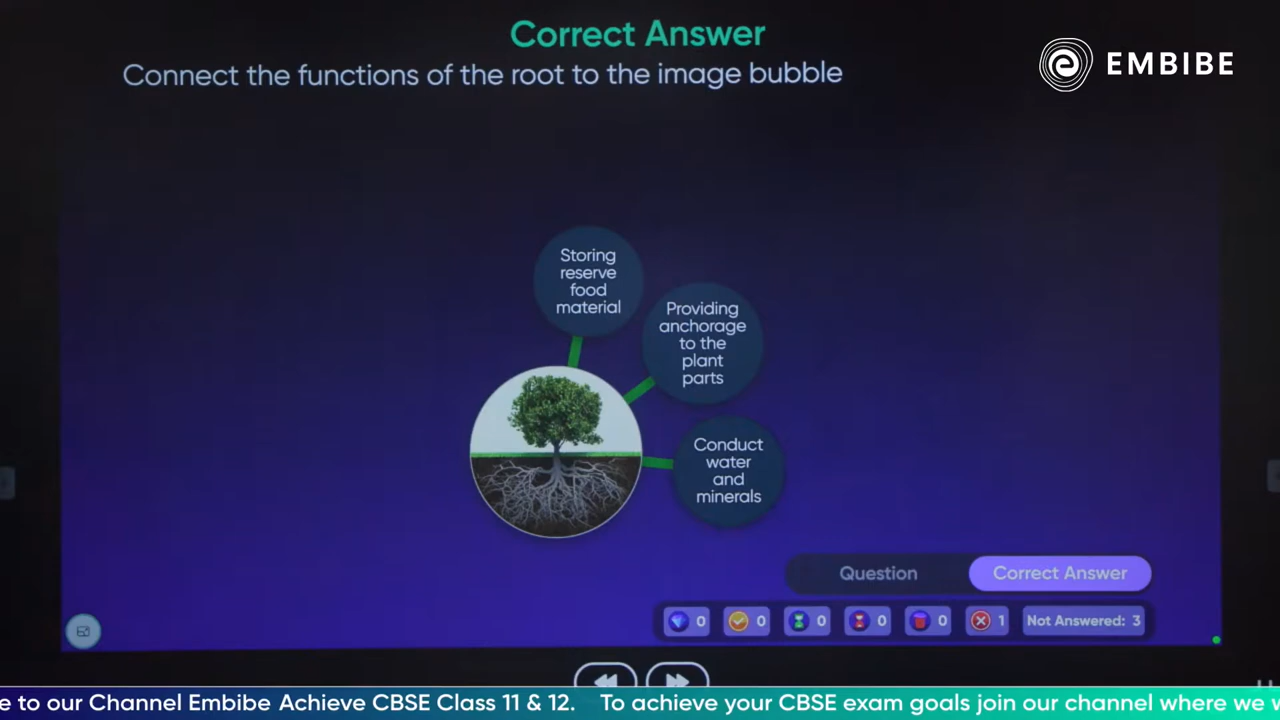 Correct Answer
Connect the functions of the root to the image bubble
EMBIBE
Storing
reserve
food
material
Providing
anchorage
to the
plant
parts
Conduct
water
and
minerals
Question
Correct Answer
0
0
0
0
0
1
Not Answered: 3
e to our Channel Embibe Achieve CBSE Class 11 & 12. To achieve your CBSE exam goals join our channel where we